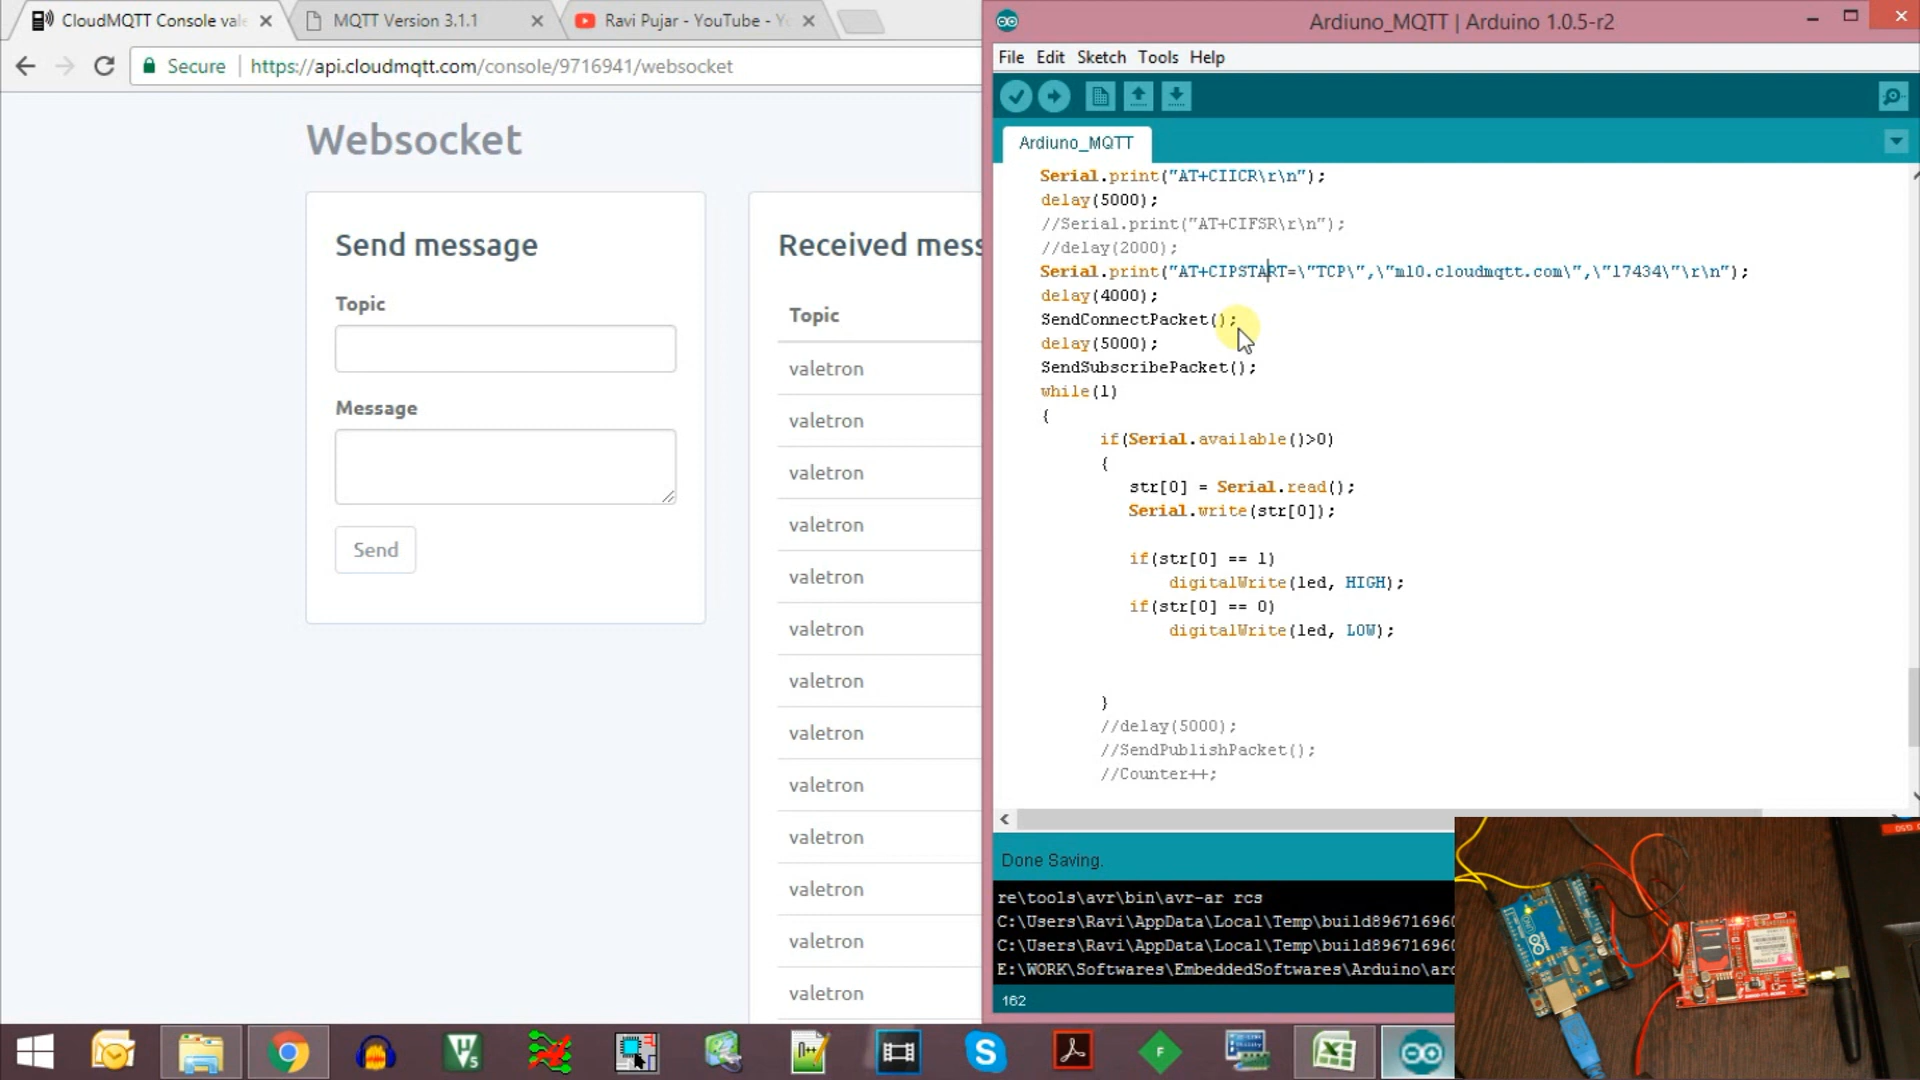 CloudMQTT Console vale
MQTT Version 3.1.1
Ravi Pujar - YouTube - Y
Secure
https://api.cloudmqtt.com/console/9716941/websocket
Websocket
Send message
Topic
Message
Send
Received mess
Topic
valetron
valetron
valetron
valetron
valetron
valetron
valetron
valetron
valetron
valetron
valetron
valetron
valetron
Ardiuno_MQTT | Arduino 1.0.5-r2
File Edit Sketch Tools Help
Ardiuno_MQTT
Serial.print("AT+CIICR\r\n");
delay(5000);
//Serial.print("AT+CIFSR\r\n");
//delay(2000);
Serial.print("AT+CIPSTART=\"TCP\",\"m10.cloudmqtt.com\",\"17434\"\r\n");
delay(4000);
SendConnectPacket();
delay(5000);
SendSubscribePacket();
while(1)
{
if(Serial.available()>0)
{
str[0] = Serial.read();
Serial.write(str[0]);
if(str[0] == 1)
digitalWrite(led, HIGH);
if(str[0] == 0)
digitalWrite(led, LOW);
}
//delay(5000);
//SendPublishPacket();
//Counter++;
Done Saving.
re\tools\avr\bin\avr-ar rcs
C:\Users\Ravi\AppData\Local\Temp\build896716960
C:\Users\Ravi\AppData\Local\Temp\build896716960
E:\WORK\Softwares\EmbeddedSoftwares\Arduino\ard
162